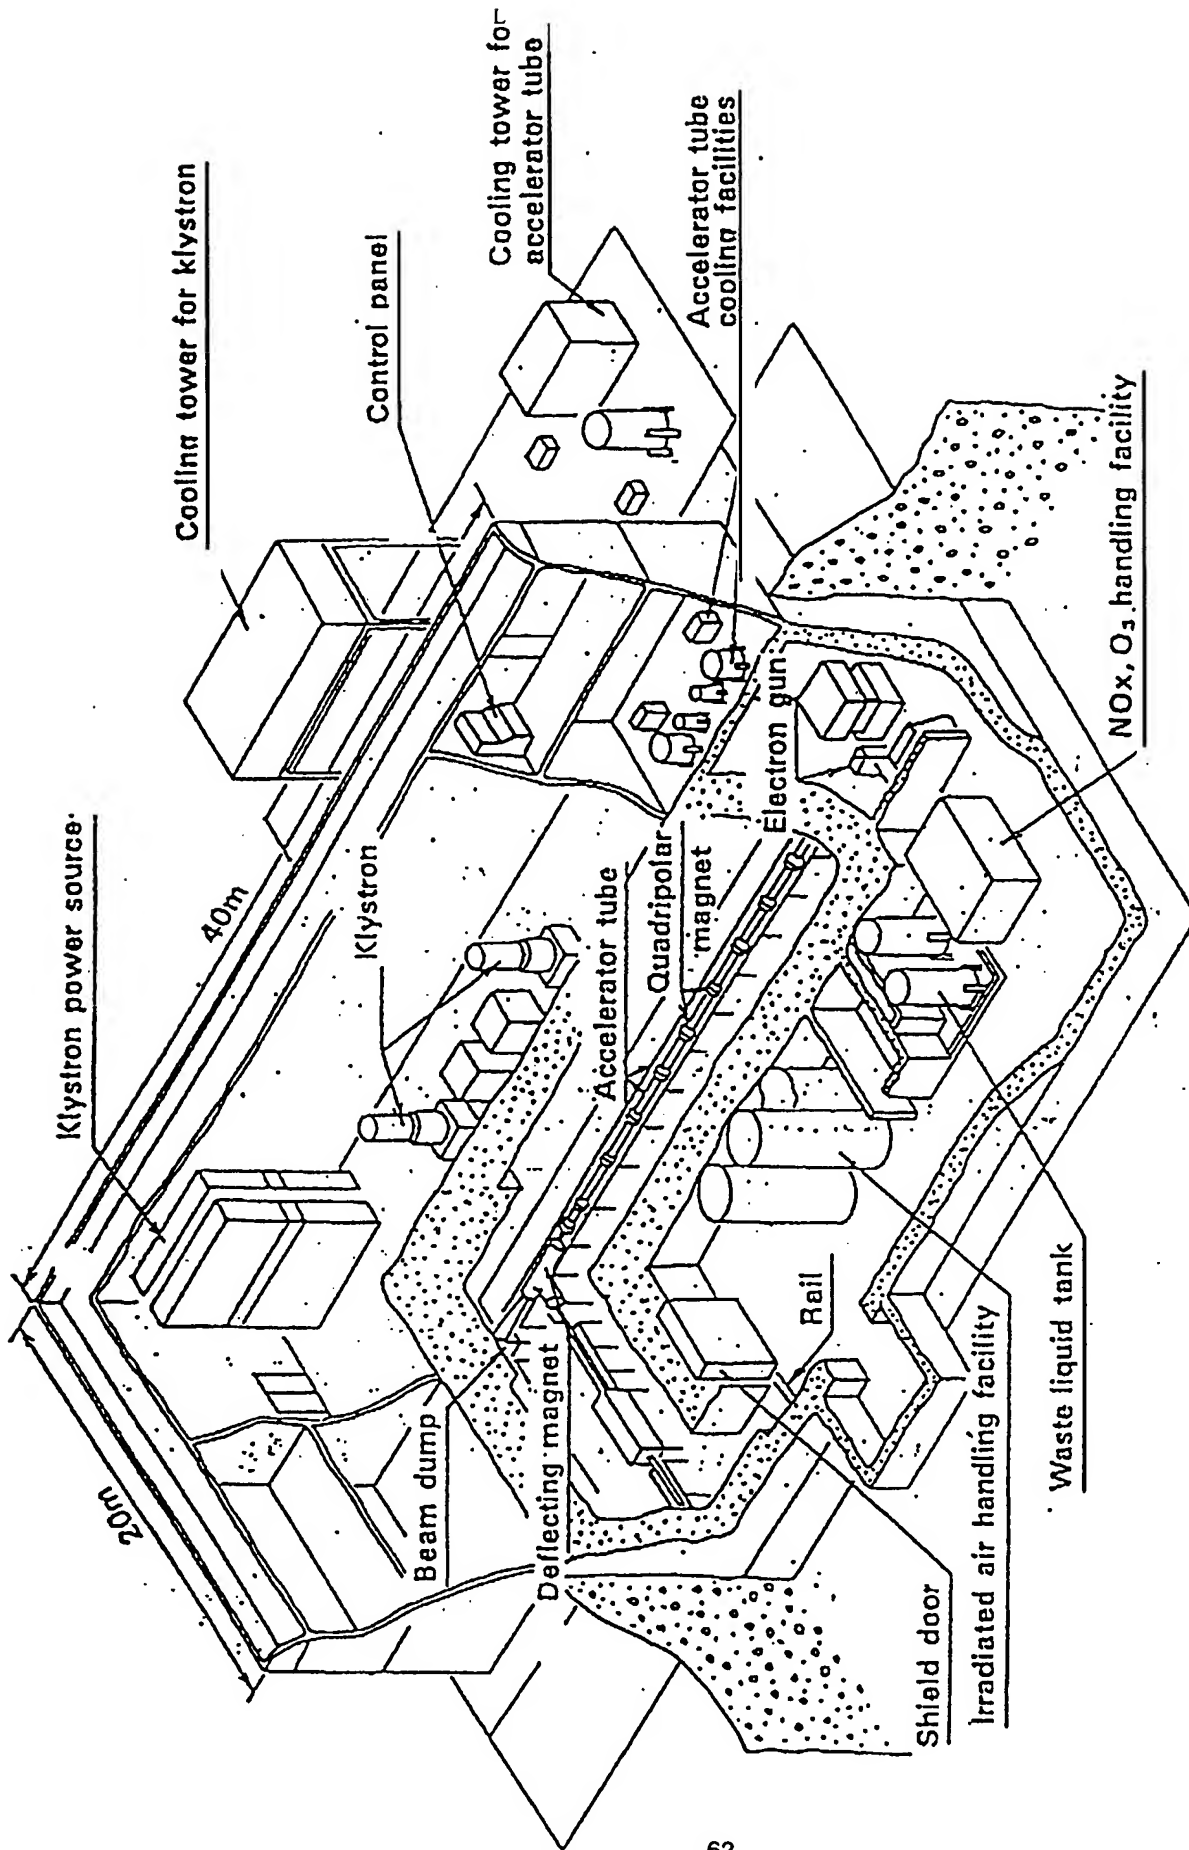 Cooling tower for klystron
Klystron power source
40m
Control panel
Cooling tower for
accelerator tube
Klystron
20m
Accelerator tube
cooling facilities
Accelerator tube
Quadripolar
magnet
Electron gun
Beam dump
Deflecting magnet
Rail
NOx, O3 handling facility
Shield door
Irradiated air handling facility
Waste liquid tank